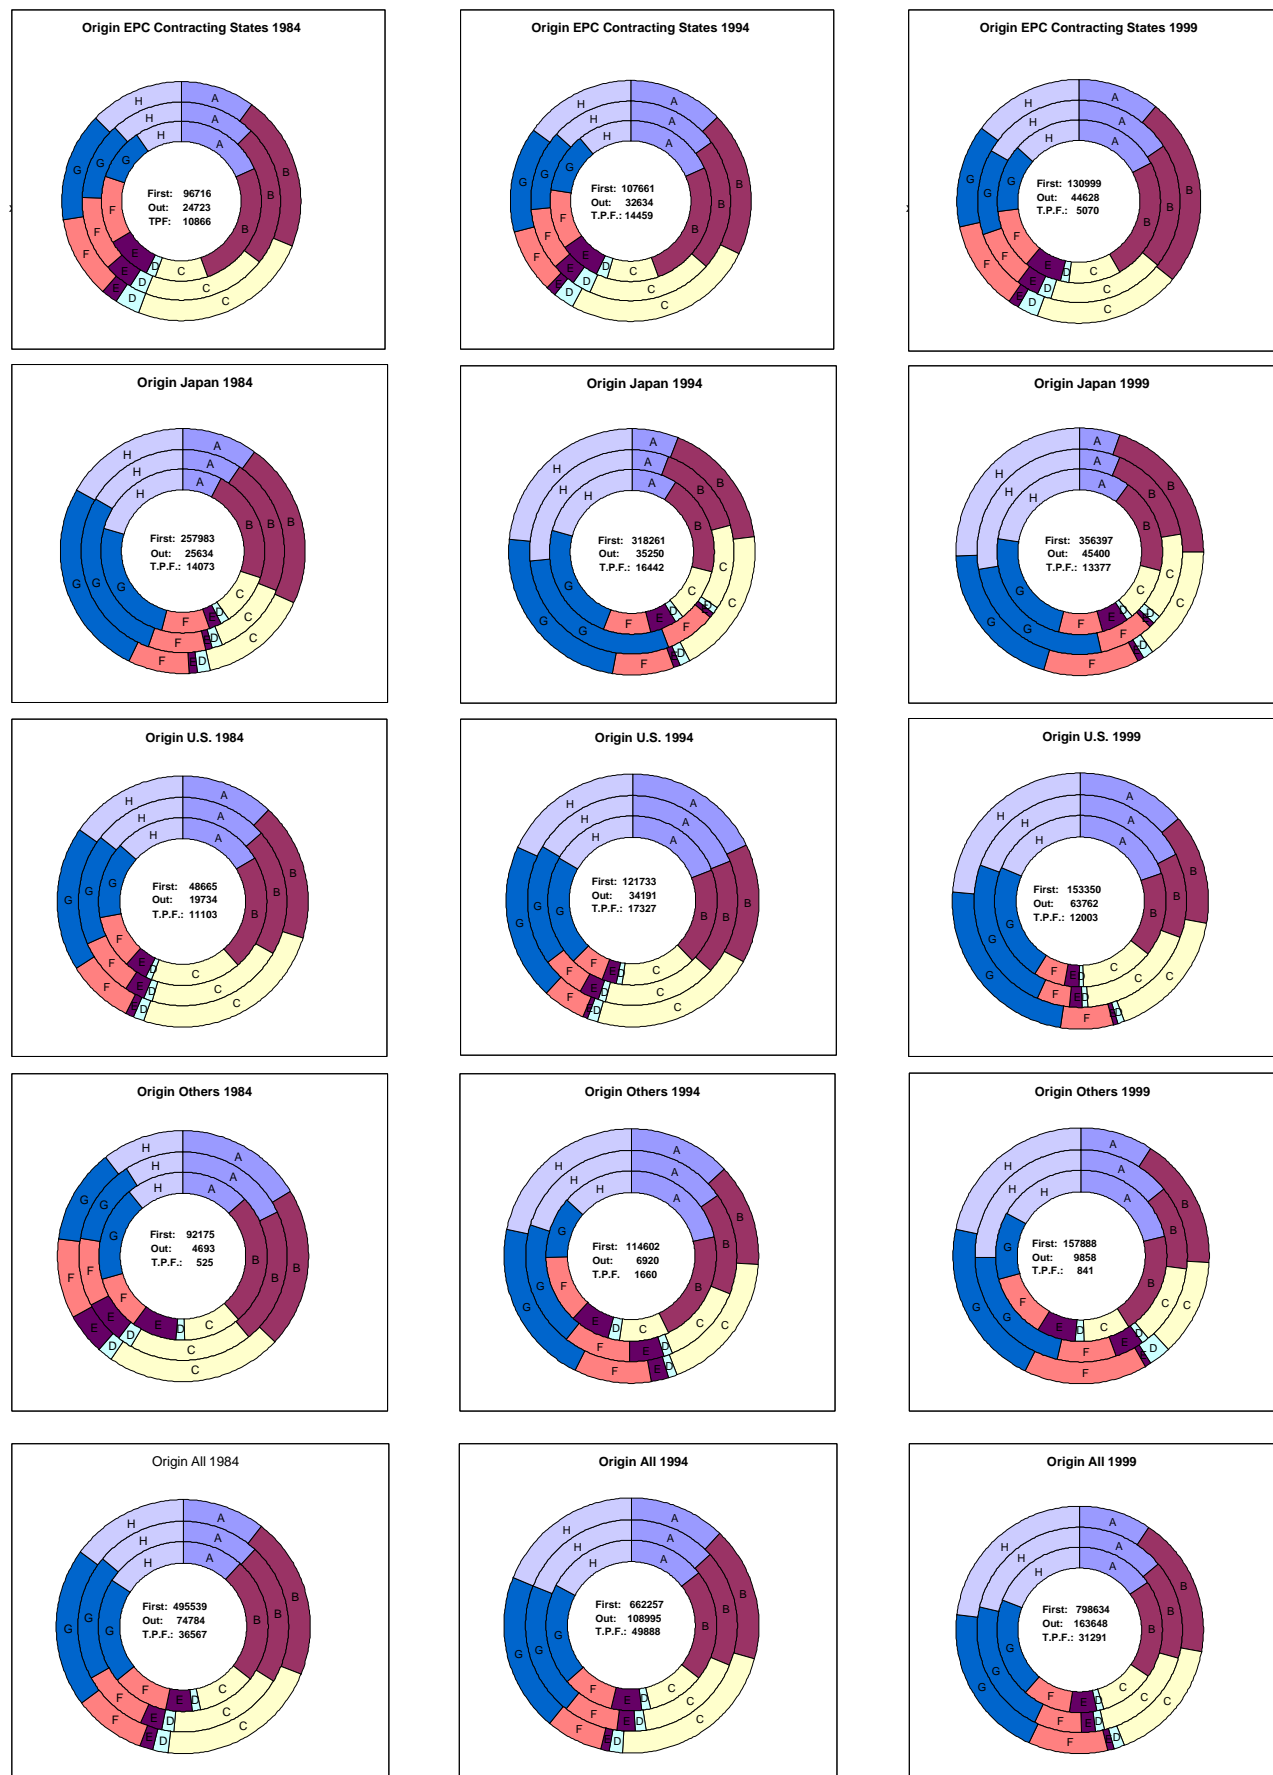 Origin EPC Contracting States 1984
H A
H A
H A
G G G B B
First: 96716
Out: 24723
TPF: 10866
F F F B
E E E D D D C C C
Origin EPC Contracting States 1994
H A
H A
H A
G G G B B
First: 107661
Out: 32634
T.P.F.: 14459
F F F B
E E E D D D C C C
Origin EPC Contracting States 1999
H A
H A
H A
G G G B B
First: 130999
Out: 44628
T.P.F.: 5070
F F F B
E E E D D D C C C
Origin Japan 1984
H A
H A
H A
G G G B B B
First: 257983
Out: 25634
T.P.F.: 14073
F F F E E E D D D C C C
Origin Japan 1994
H A
H A
H A
G G G B B B
First: 318261
Out: 35250
T.P.F.: 16442
F F F E D D D C C C
Origin Japan 1999
H A
H A
H A
G G G B B B
First: 356397
Out: 45400
T.P.F.: 13377
F F F E E D D D C C C
Origin U.S. 1984
H A
H A
H A
G G G B B B
First: 48665
Out: 19734
T.P.F.: 11103
F F F E E E D D D C C C
Origin U.S. 1994
H A
H A
H A
G G G B B B
First: 121733
Out: 34191
T.P.F.: 17327
F F F E E E D D D C C C
Origin U.S. 1999
H A
H A
H A
G G G B B B
First: 153350
Out: 63762
T.P.F.: 12003
F F F E E D D D C C C
Origin Others 1984
H A
H A
H A
G G G B B B
First: 92175
Out: 4693
T.P.F.: 525
F F F E E E D D D C C C
Origin Others 1994
H A
H A
H A
G G G B B B
First: 114602
Out: 6920
T.P.F. 1660
F F F E E E D D D C C C
Origin Others 1999
H A
H A
H A
G G G B B B
First: 157888
Out: 9858
T.P.F.: 841
F F F E E E D D D C C C
Origin All 1984
H A
H A
H A
G G G B B B
First: 495539
Out: 74784
T.P.F.: 36567
F F F E E E D D D C C C
Origin All 1994
H A
H A
H A
G G G B B B
First: 662257
Out: 108995
T.P.F.: 49888
F F F E E E D D D C C C
Origin All 1999
H A
H A
H A
G G G B B B
First: 798634
Out: 163648
T.P.F.: 31291
F F F E E E D D D C C C